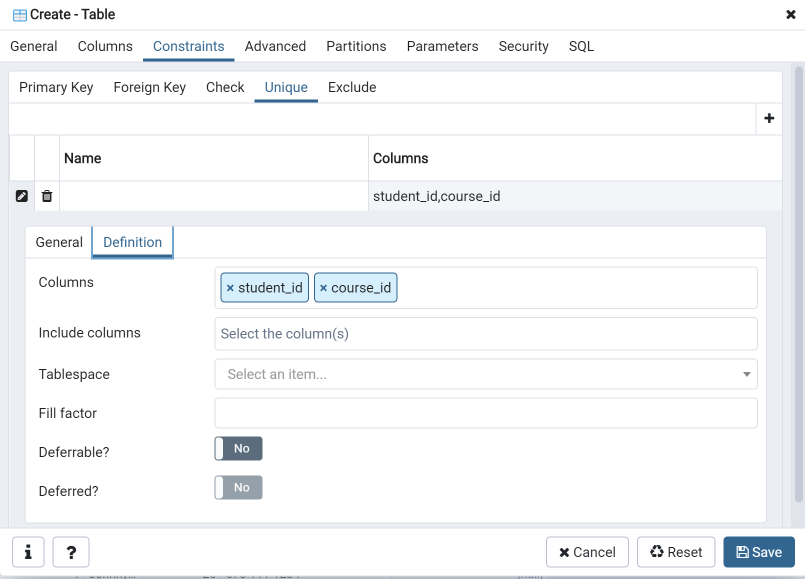 Create - Table
General Columns Constraints Advanced Partitions Parameters Security SQL
Primary Key Foreign Key Check Unique Exclude
Name Columns
student_id,course_id
General Definition
Columns × student_id × course_id
Include columns Select the column(s)
Tablespace Select an item...
Fill factor
Deferrable? No
Deferred? No
i ? Cancel Reset Save